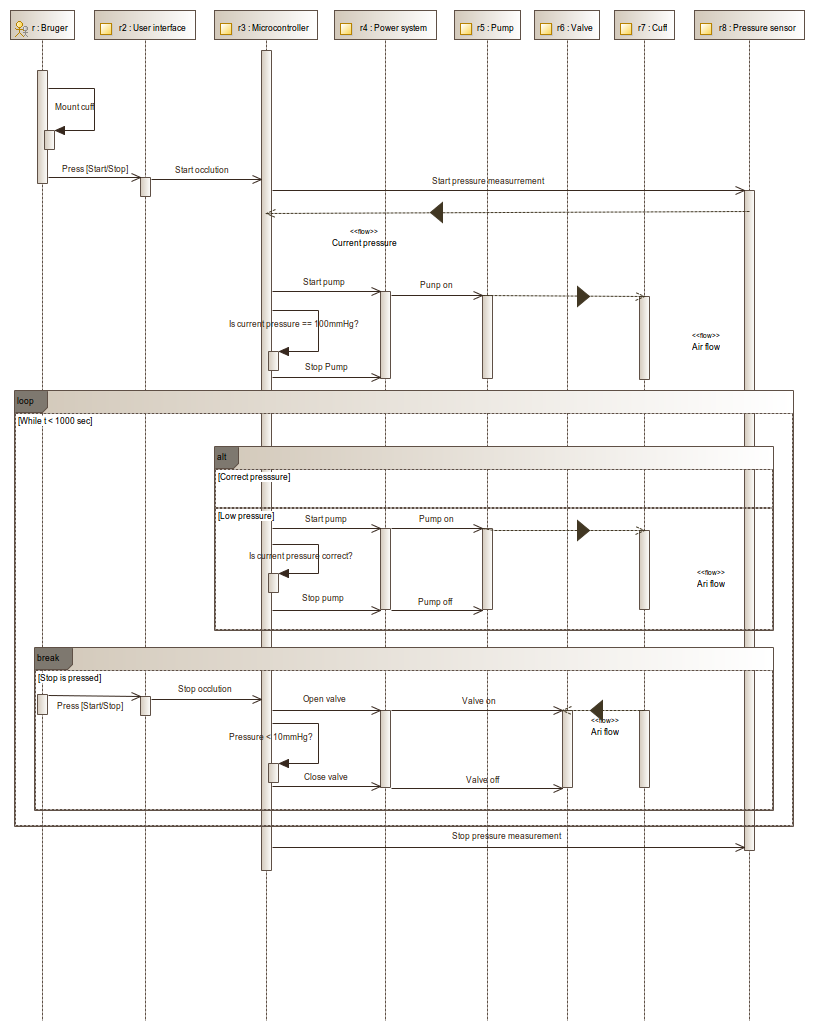 r : Bruger
r2 : User interface
r3 : Microcontroller
r4 : Power system
r5 : Pump
r6 : Valve
r7 : Cuff
r8 : Pressure sensor
Mount cuff
Press [Start/Stop]
Start occlution
Start pressure measurrement
<<flow>>
Current pressure
Start pump
Punp on
Is current pressure == 100mmHg?
<<flow>>
Air flow
Stop Pump
loop
[While t < 1000 sec]
alt
[Correct presssure]
[Low pressure]
Start pump
Pump on
Is current pressure correct?
<<flow>>
Ari flow
Stop pump
Pump off
break
[Stop is pressed]
Press [Start/Stop]
Stop occlution
Open valve
Valve on
<<flow>>
Ari flow
Pressure < 10mmHg?
Close valve
Valve off
Stop pressure measurement